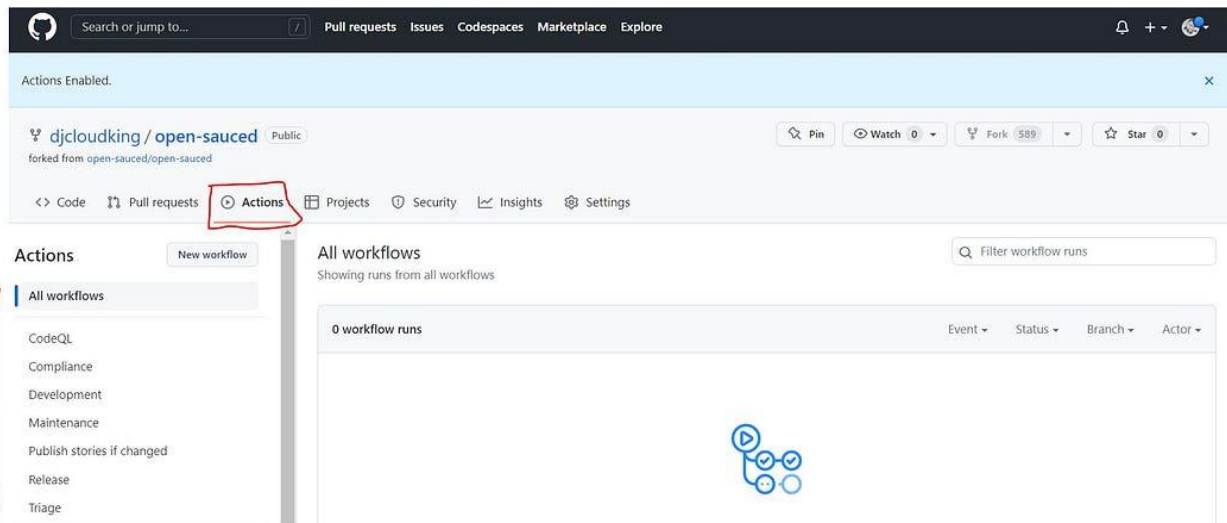 Search or jump to... / Pull requests Issues Codespaces Marketplace Explore
Actions Enabled.
djcloudking / open-sauced Public
Pin Watch 0 Fork 589 Star 0
forked from open-sauced/open-sauced
<> Code Pull requests Actions Projects Security Insights Settings
Actions New workflow
All workflows
Filter workflow runs
Showing runs from all workflows
All workflows
0 workflow runs Event Status Branch Actor
CodeQL
Compliance
Development
Maintenance
Publish stories if changed
Release
Triage